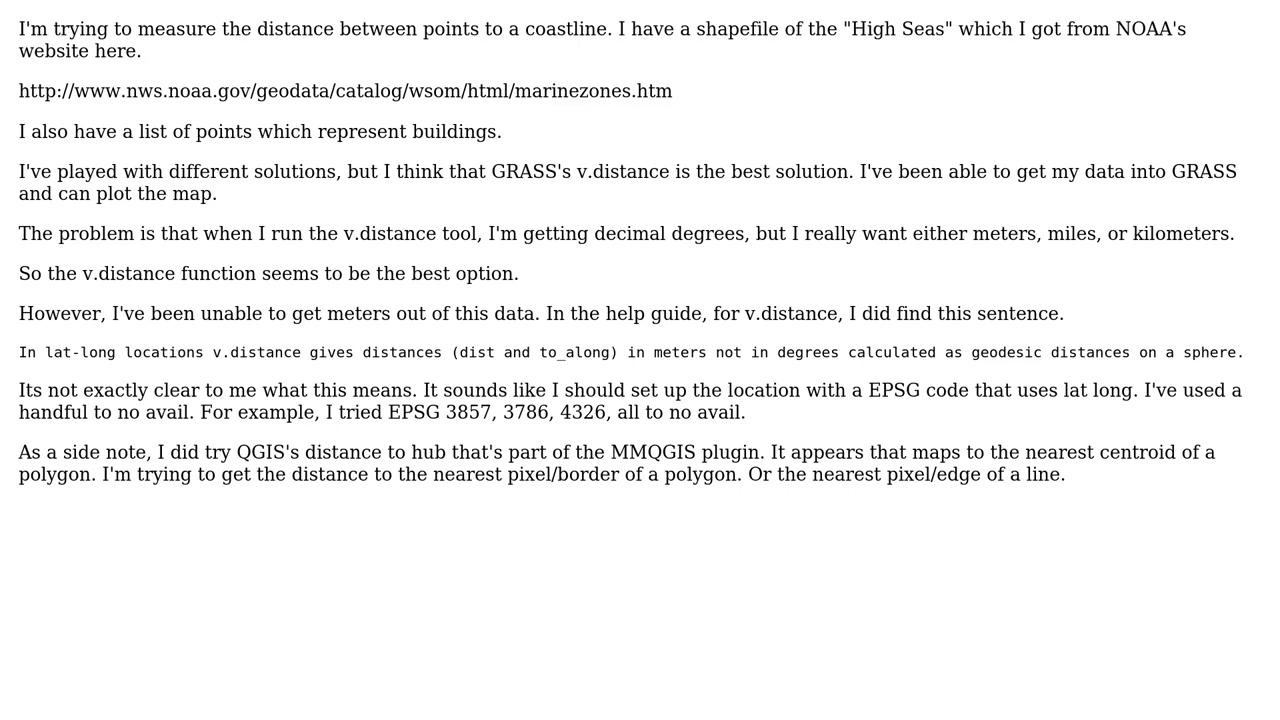 I'm trying to measure the distance between points to a coastline. I have a shapefile of the "High Seas" which I got from NOAA's
website here.
http://www.nws.noaa.gov/geodata/catalog/wsom/html/marinezones.htm
I also have a list of points which represent buildings.
I've played with different solutions, but I think that GRASS's v.distance is the best solution. I've been able to get my data into GRASS
and can plot the map.
The problem is that when I run the v.distance tool, I'm getting decimal degrees, but I really want either meters, miles, or kilometers.
So the v.distance function seems to be the best option.
However, I've been unable to get meters out of this data. In the help guide, for v.distance, I did find this sentence.
In lat-long locations v.distance gives distances (dist and to_along) in meters not in degrees calculated as geodesic distances on a sphere.
Its not exactly clear to me what this means. It sounds like I should set up the location with a EPSG code that uses lat long. I've used a
handful to no avail. For example, I tried EPSG 3857, 3786, 4326, all to no avail.
As a side note, I did try QGIS's distance to hub that's part of the MMQGIS plugin. It appears that maps to the nearest centroid of a
polygon. I'm trying to get the distance to the nearest pixel/border of a polygon. Or the nearest pixel/edge of a line.